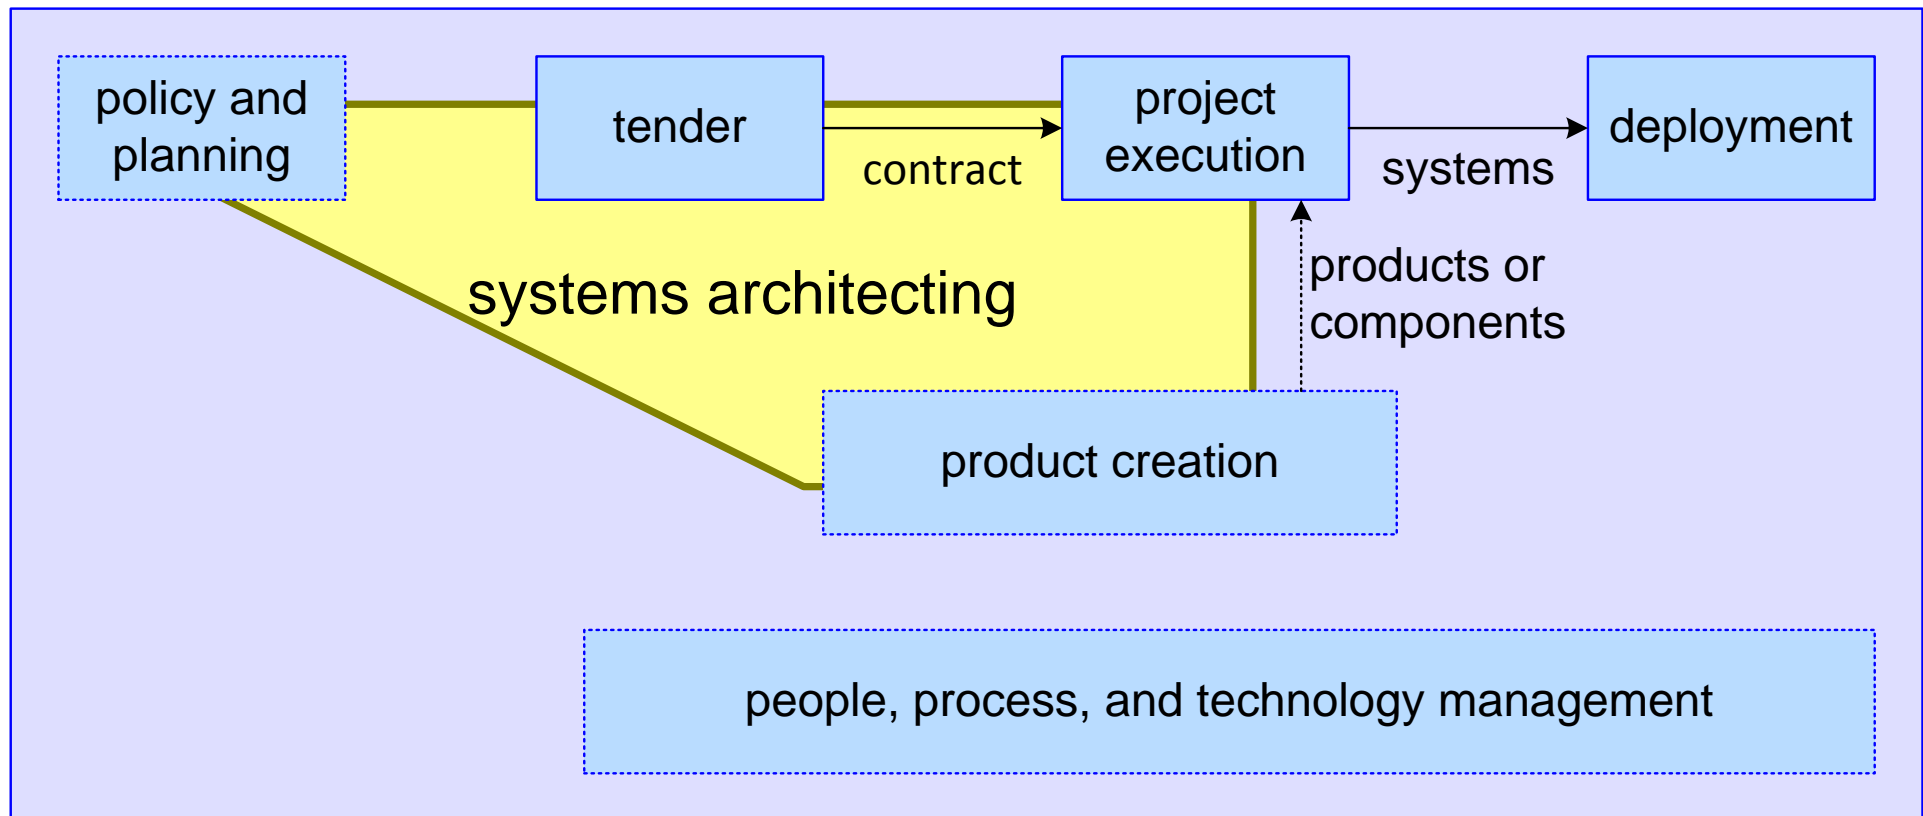 policy and
planning
tender
contract
project
execution
systems
deployment
systems architecting
products or
components
product creation
people, process, and technology management